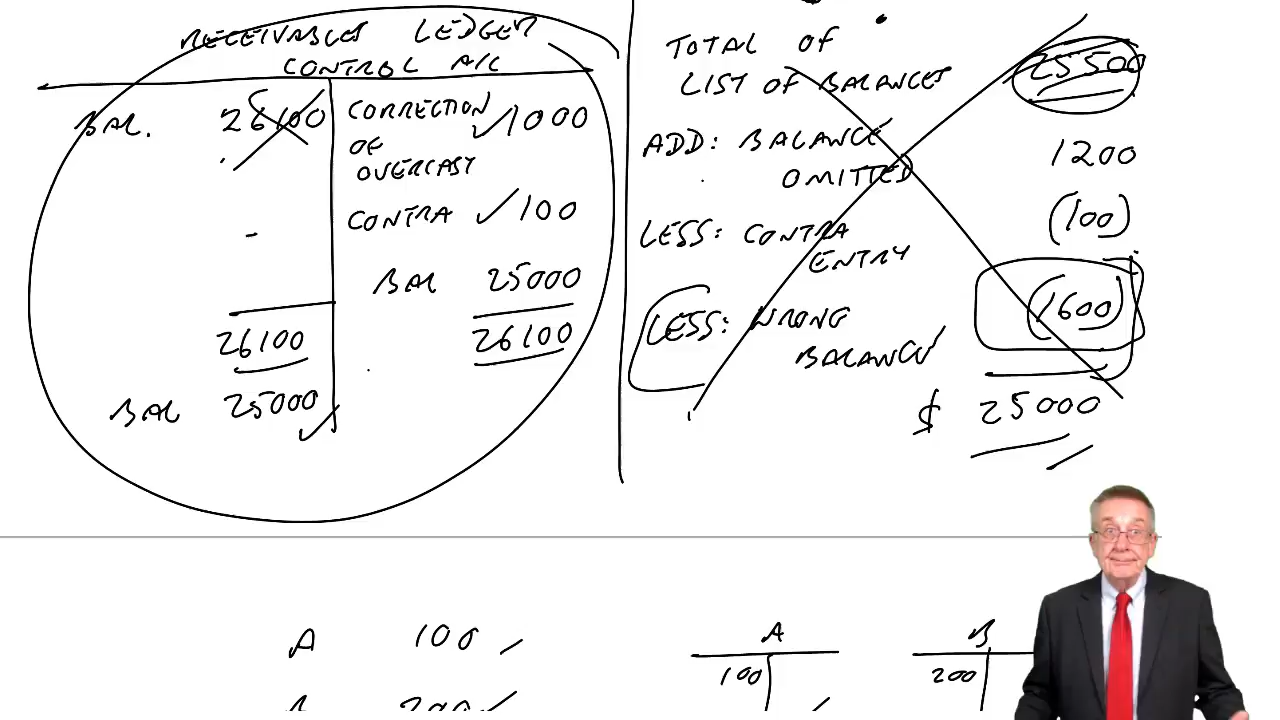 RECEIVABLES LEDGER
CONTROL A/C
BAL. 26100
CORRECTION
OF
OVERCAST
1000
CONTRA 100
BAL 25000
26100 26100
BAL 25000
TOTAL OF
LIST OF BALANCES 25500
ADD: BALANCE
OMITTED 1200
LESS: CONTRA
ENTRY (100)
LESS: WRONG
BALANCE (1600)
$ 25000
A 100
B 200
A
100
B
200